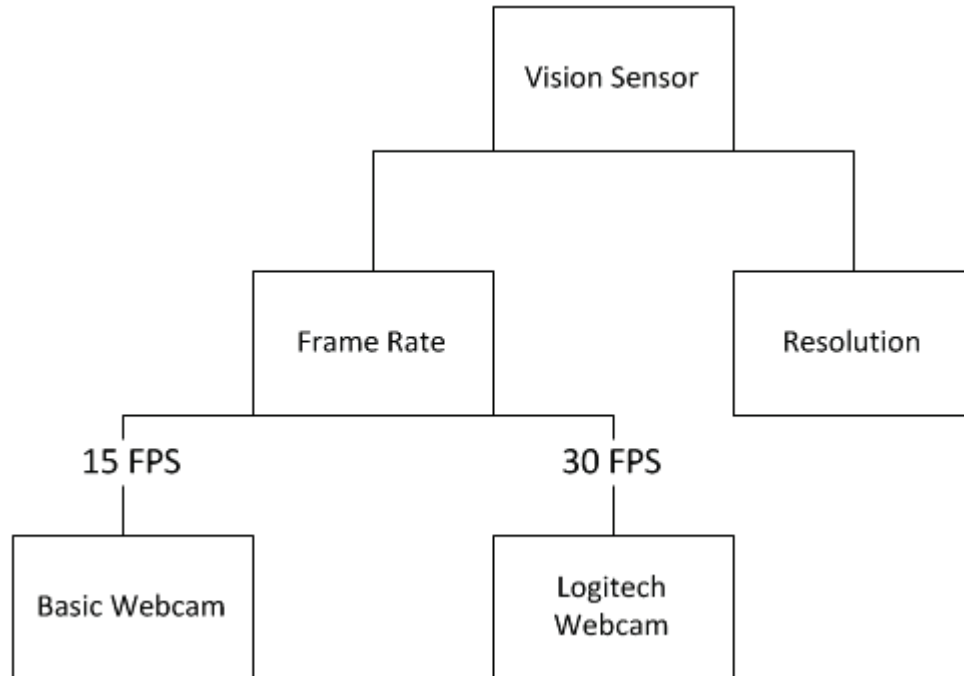 Vision Sensor
Frame Rate
Resolution
15 FPS
30 FPS
Basic Webcam
Logitech
Webcam